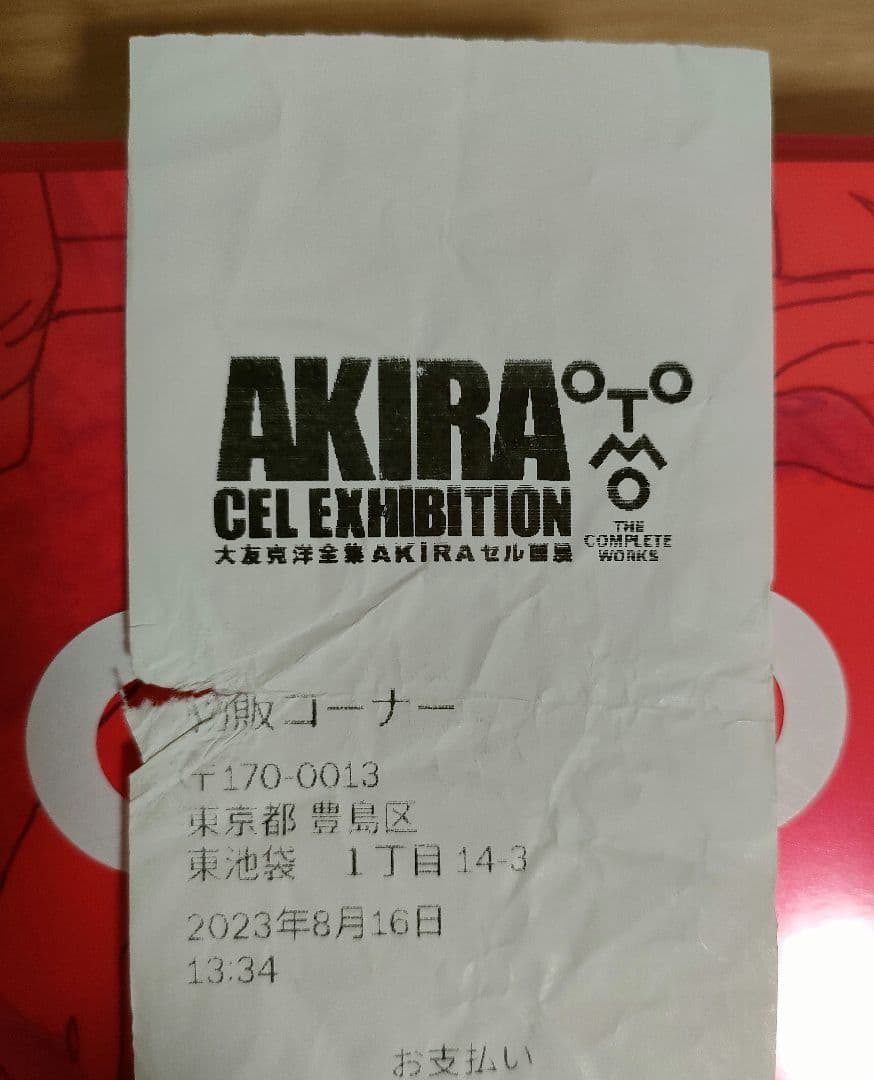 AKIRA
CEL EXHIBITION
大友克洋全集AKIRAセル画展
OTOMO
THE
COMPLETE
WORKS
物販コーナー
〒170-0013
東京都 豊島区
東池袋 1丁目 14-3
2023年8月16日
13:34
お支払い